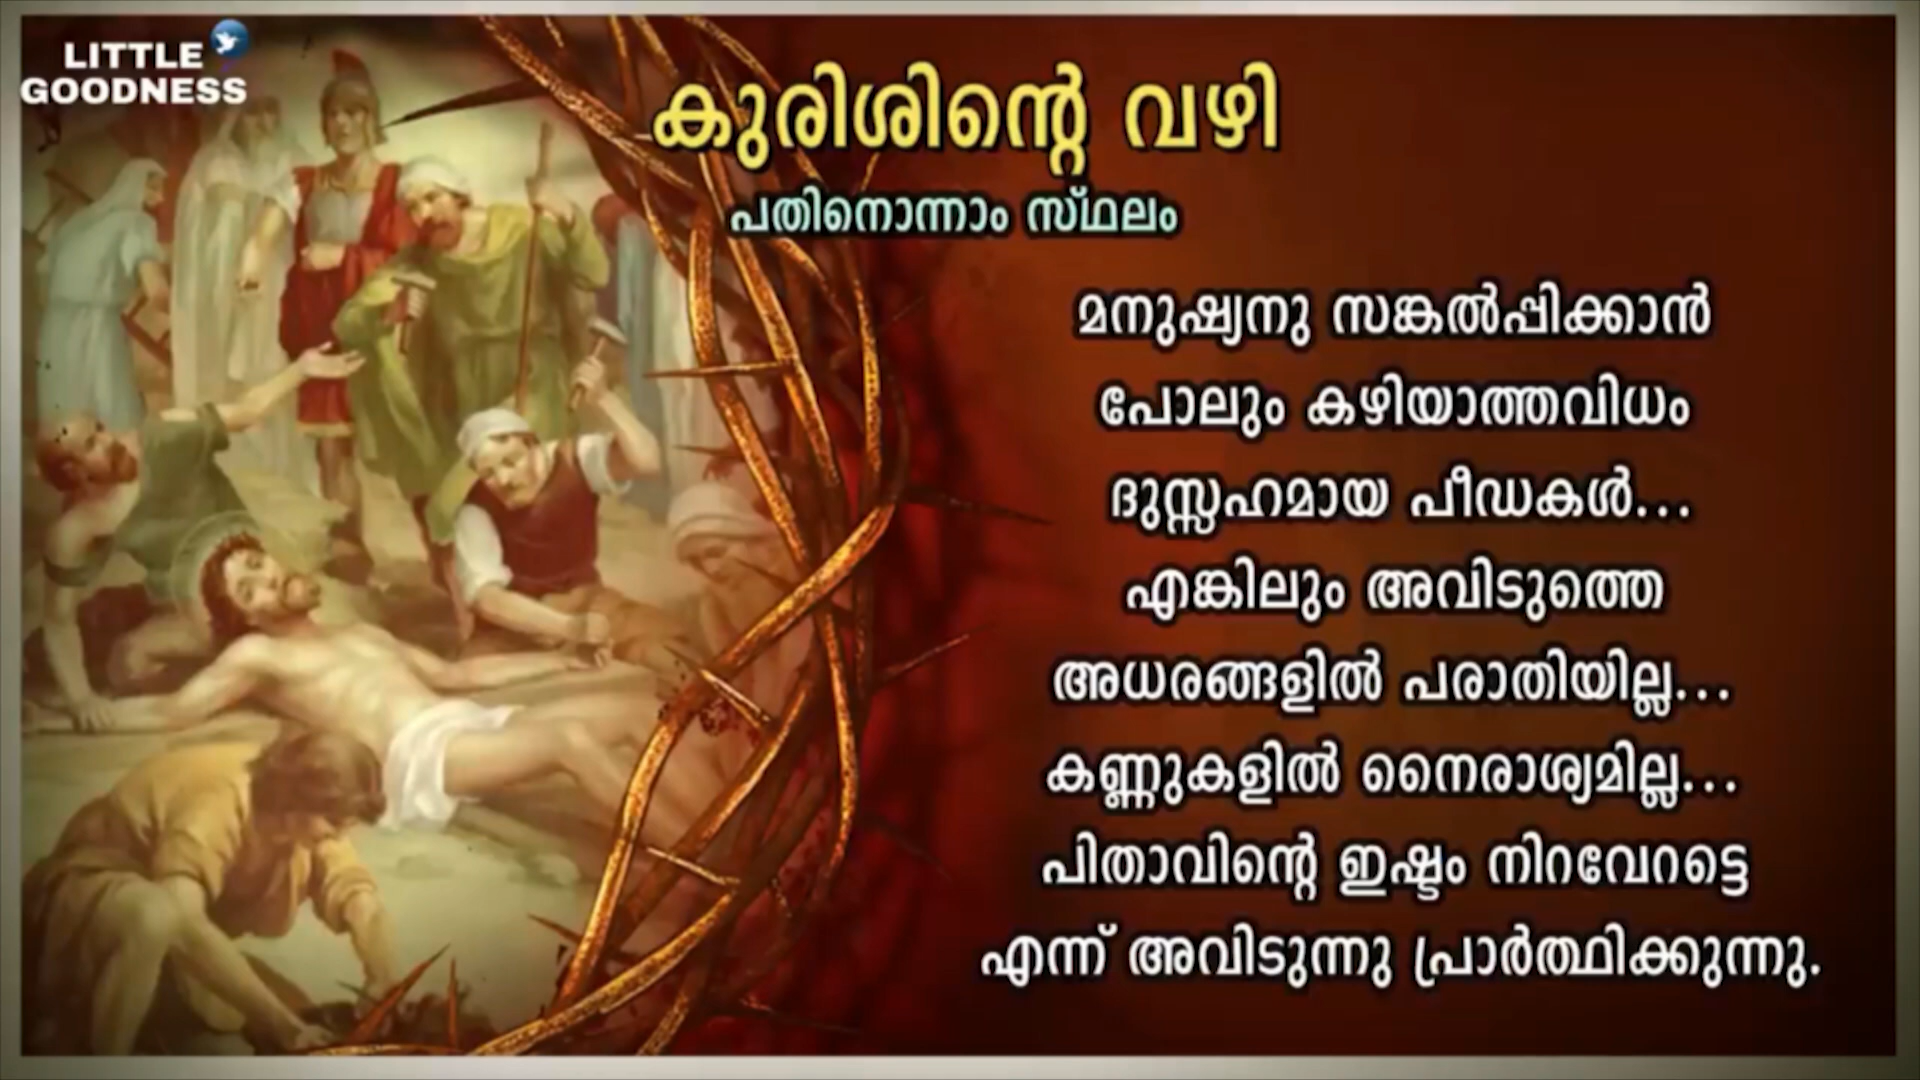 LITTLE
GOODNESS
കുരിശിന്റെ വഴി
പതിനൊന്നാം സ്ഥലം
മനുഷ്യനു സങ്കൽപ്പിക്കാൻ
പോലും കഴിയാത്തവിധം
ദുസ്സഹമായ പീഡകൾ...
എങ്കിലും അവിടുത്തെ
അധരങ്ങളിൽ പരാതിയില്ല...
കണ്ണുകളിൽ നൈരാശ്യമില്ല...
പിതാവിന്റെ ഇഷ്ടം നിറവേറട്ടെ
എന്ന് അവിടുന്നു പ്രാർത്ഥിക്കുന്നു.